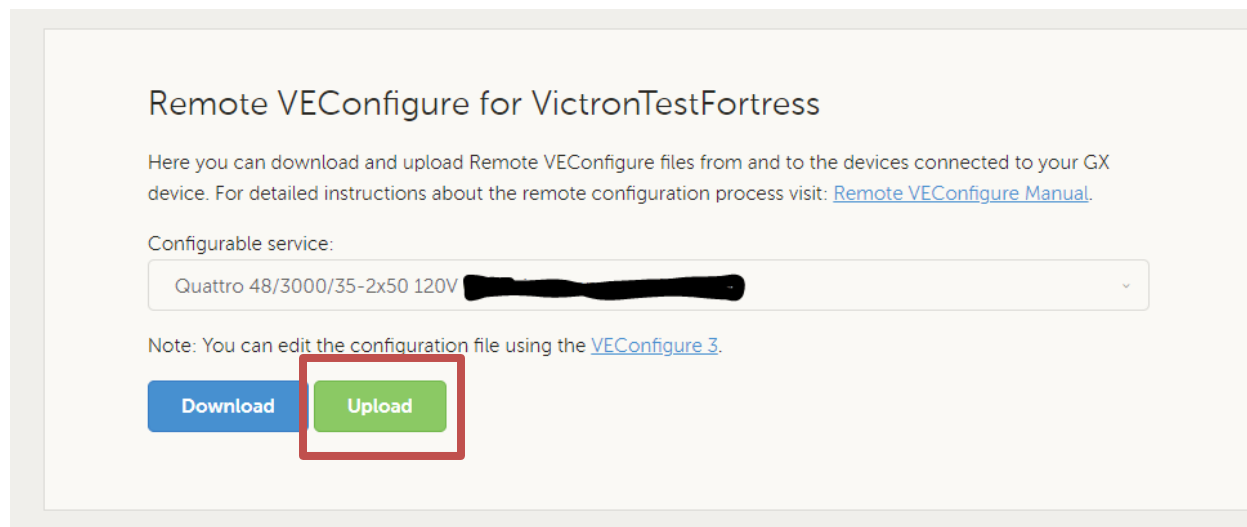 Remote VEConfigure for VictronTestFortress
Here you can download and upload Remote VEConfigure files from and to the devices connected to your GX
device. For detailed instructions about the remote configuration process visit: Remote VEConfigure Manual.
Configurable service:
Quattro 48/3000/35-2x50 120V
Note: You can edit the configuration file using the VEConfigure 3.
Download Upload